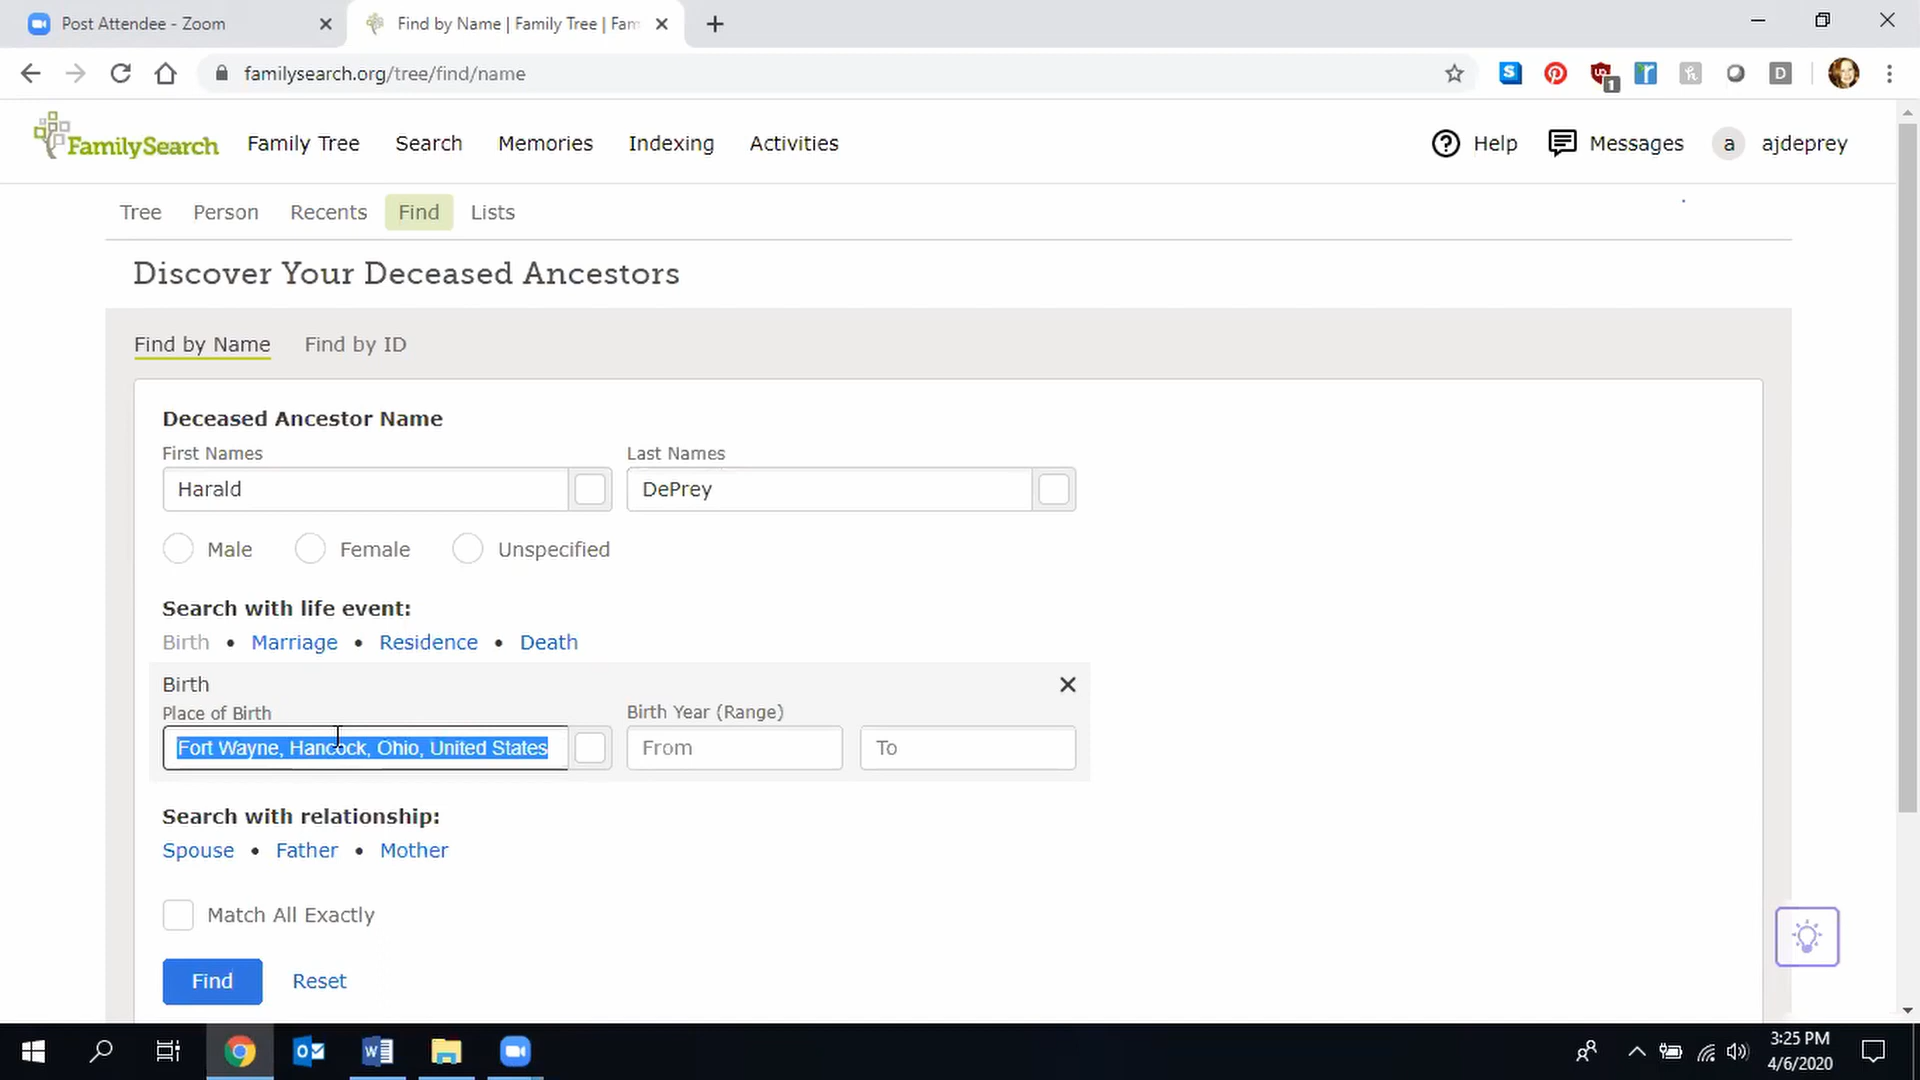 Post Attendee - Zoom
Find by Name | Family Tree | Fam
familysearch.org/tree/find/name
1
FamilySearch
Family Tree
Search
Memories
Indexing
Activities
Help
Messages
a
ajdeprey
Tree
Person
Recents
Find
Lists
Discover Your Deceased Ancestors
Find by Name
Find by ID
Deceased Ancestor Name
First Names
Last Names
Harald
DePrey
Male
Female
Unspecified
Search with life event:
Birth • Marriage • Residence • Death
Birth
Place of Birth
Birth Year (Range)
Fort Wayne, Hancock, Ohio, United States
From
To
Search with relationship:
Spouse • Father • Mother
Match All Exactly
Find
Reset
3:25 PM
4/6/2020